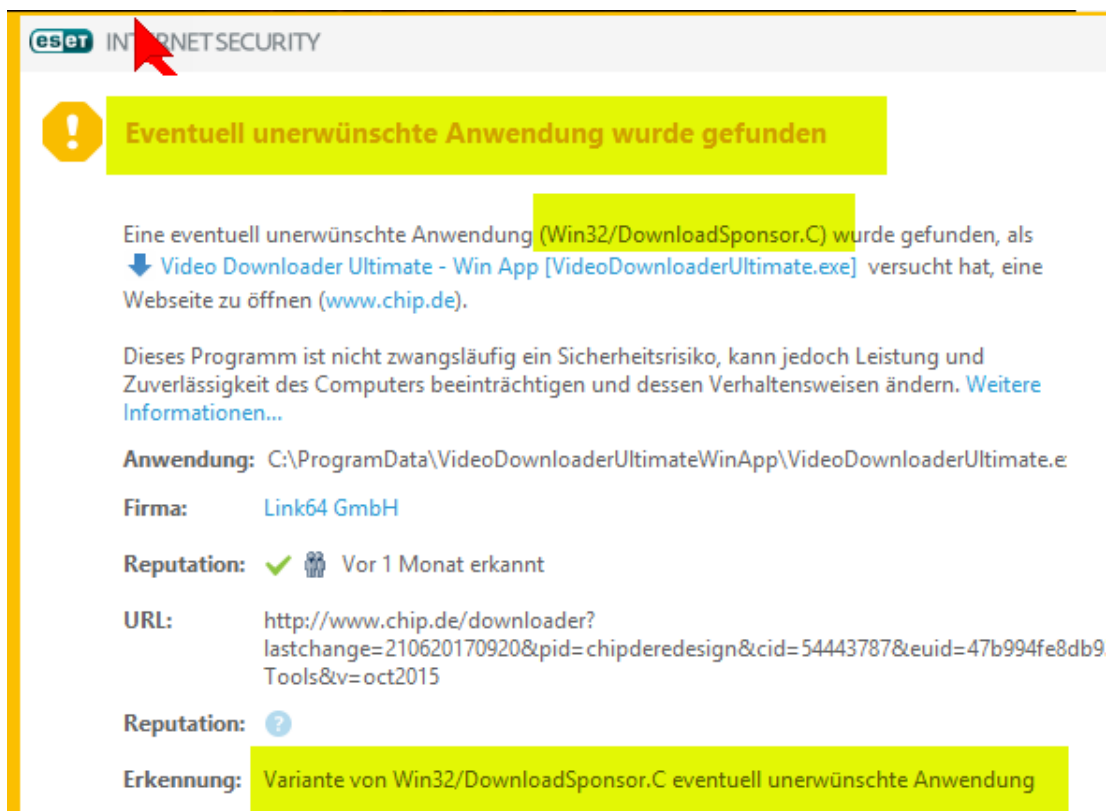 eset INTERNET SECURITY
Eventuell unerwünschte Anwendung wurde gefunden
Eine eventuell unerwünschte Anwendung (Win32/DownloadSponsor.C) wurde gefunden, als
Video Downloader Ultimate - Win App [VideoDownloaderUltimate.exe] versucht hat, eine
Webseite zu öffnen (www.chip.de).
Dieses Programm ist nicht zwangsläufig ein Sicherheitsrisiko, kann jedoch Leistung und
Zuverlässigkeit des Computers beeinträchtigen und dessen Verhaltensweisen ändern. Weitere
Informationen...
Anwendung: C:\ProgramData\VideoDownloaderUltimateWinApp\VideoDownloaderUltimate.e
Firma: Link64 GmbH
Reputation: Vor 1 Monat erkannt
URL: http://www.chip.de/downloader?
lastchange=210620170920&pid=chipderedesign&cid=54443787&euid=47b994fe8db9
Tools&v=oct2015
Reputation: ?
Erkennung: Variante von Win32/DownloadSponsor.C eventuell unerwünschte Anwendung